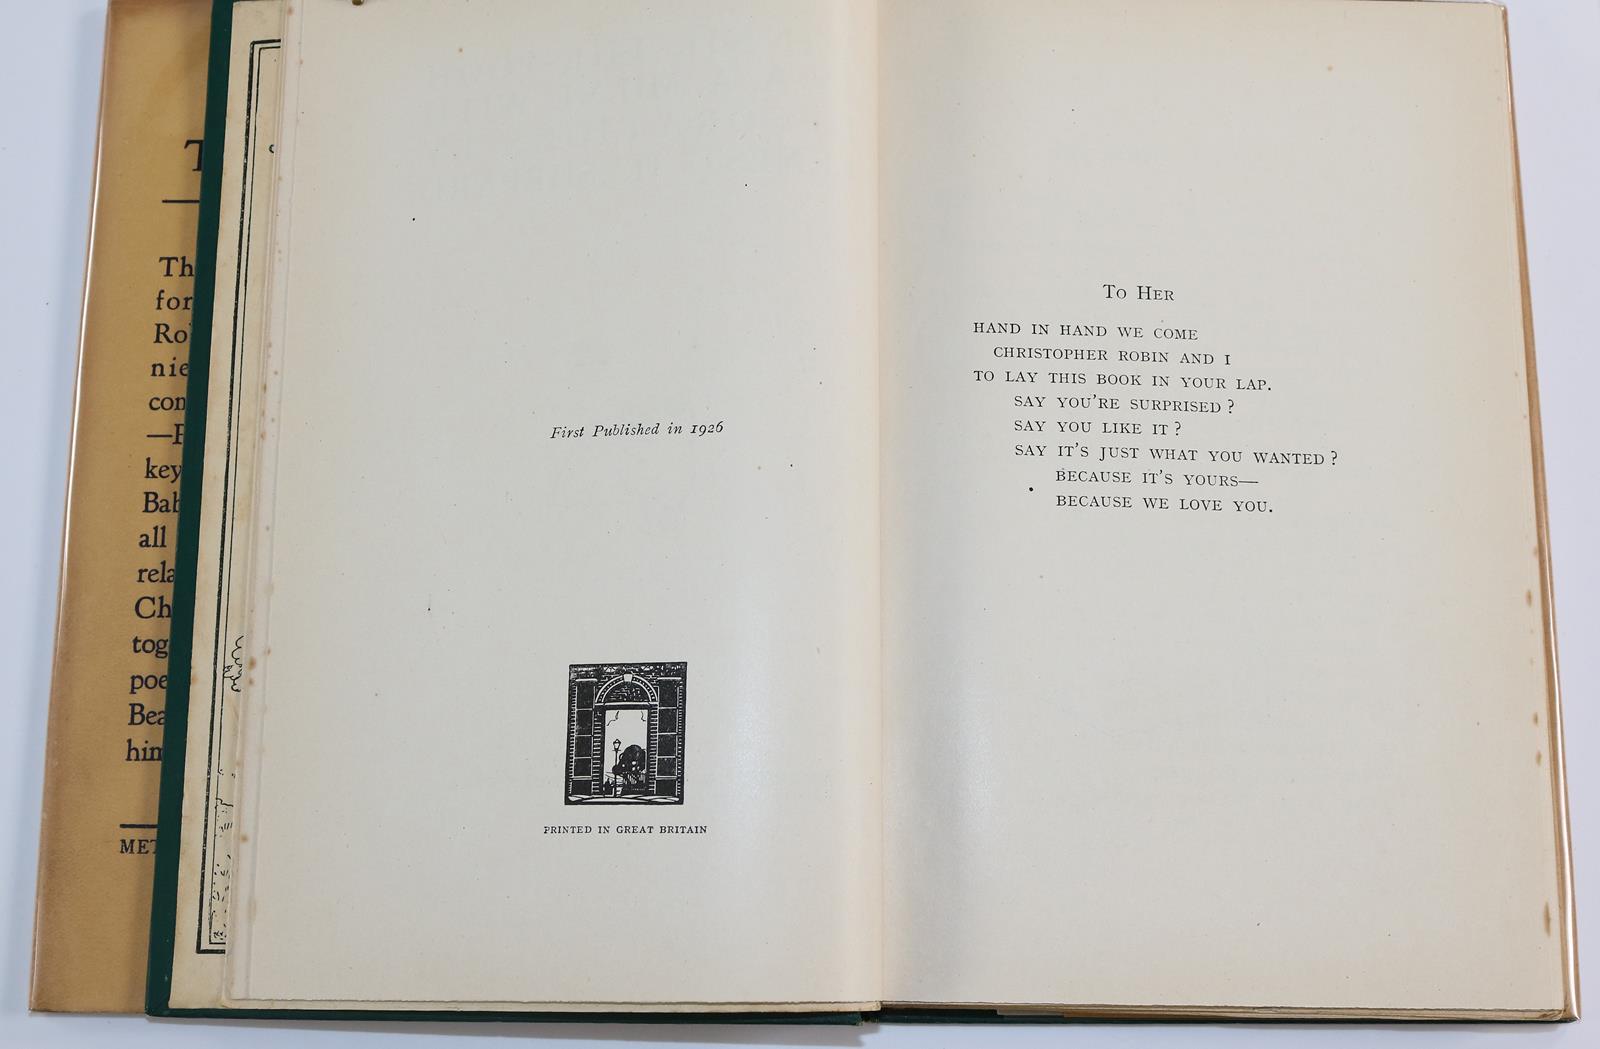 First Published in 1926
PRINTED IN GREAT BRITAIN
To Her
HAND IN HAND WE COME
CHRISTOPHER ROBIN AND I
TO LAY THIS BOOK IN YOUR LAP.
SAY YOU'RE SURPRISED ?
SAY YOU LIKE IT ?
SAY IT'S JUST WHAT YOU WANTED ?
BECAUSE IT'S YOURS—
BECAUSE WE LOVE YOU.